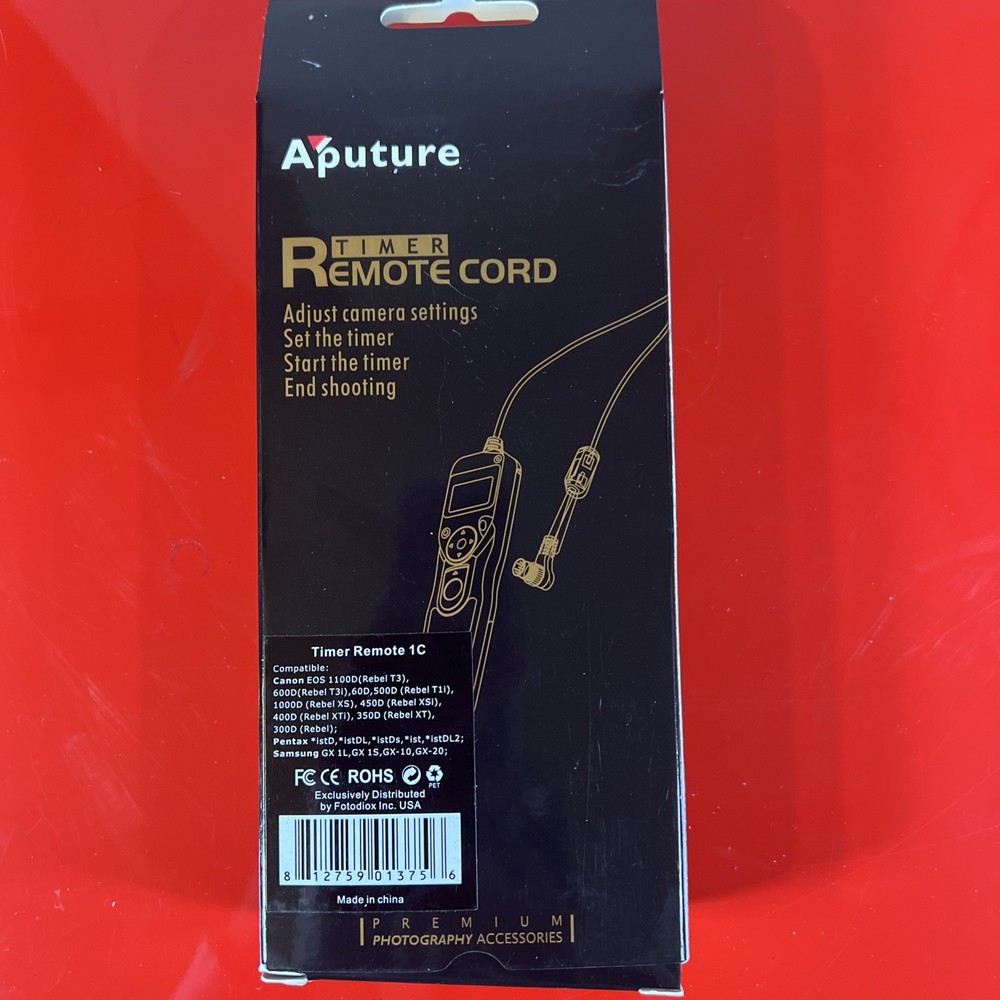 Aputure
TIMER
REMOTE CORD
Adjust camera settings
Set the timer
Start the timer
End shooting
Timer Remote 1C
Compatible:
Canon EOS 1100D(Rebel T3),
600D(Rebel T3i),60D,500D (Rebel T1I),
1000D (Rebel XS), 450D (Rebel XSi),
400D (Rebel XTi), 350D (Rebel XT),
300D (Rebel);
Pentax *istD,*istDL,*istDs,*ist,*istDL2;
Samsung GX 1L,GX 1S,GX-10,GX-20;
FC CE ROHS
PET
Exclusively Distributed
by Fotodiox Inc. USA
8 12759 01375 6
Made in china
PREMIUM
PHOTOGRAPHY ACCESSORIES